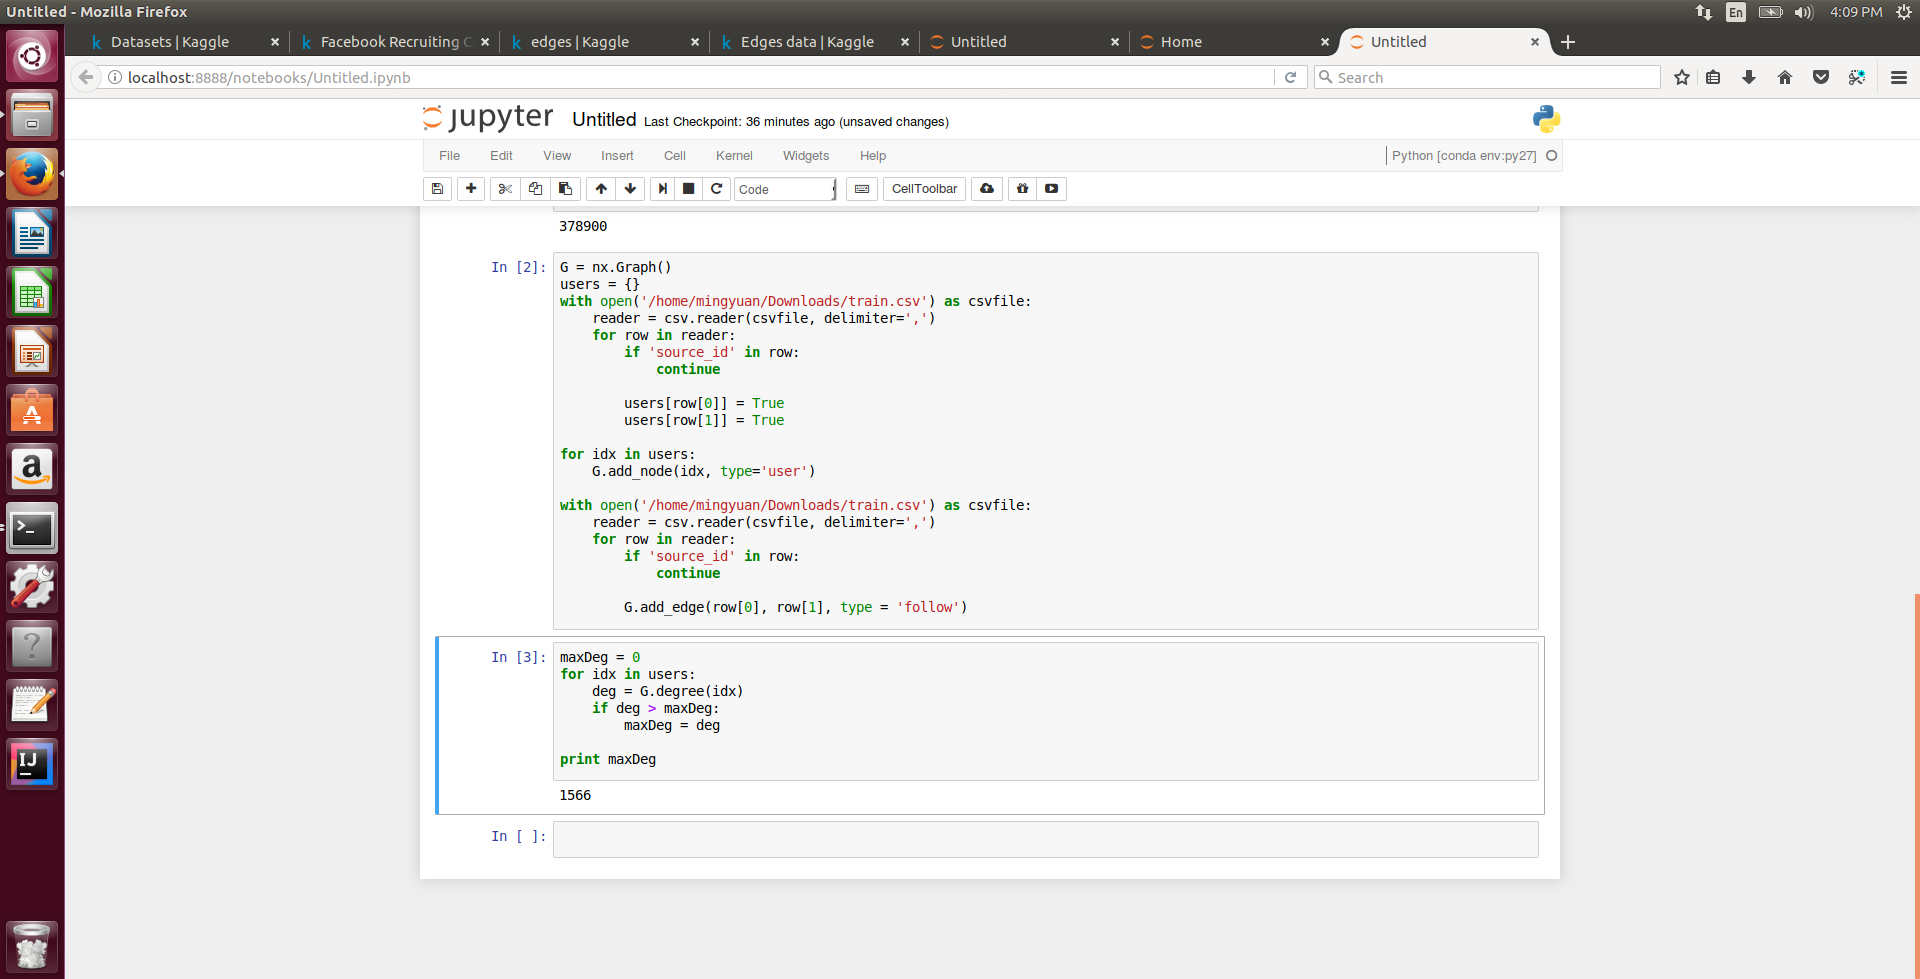 Untitled - Mozilla Firefox
En
4:09 PM
Datasets | Kaggle
Facebook Recruiting C
edges | Kaggle
Edges data | Kaggle
Untitled
Home
Untitled
localhost:8888/notebooks/Untitled.ipynb
Search
jupyter Untitled Last Checkpoint: 36 minutes ago (unsaved changes)
File Edit View Insert Cell Kernel Widgets Help
Python [conda env:py27]
Code
CellToolbar
378900
In [2]:
G = nx.Graph()
users = {}
with open('/home/mingyuan/Downloads/train.csv') as csvfile:
    reader = csv.reader(csvfile, delimiter=',')
    for row in reader:
        if 'source_id' in row:
            continue
        users[row[0]] = True
        users[row[1]] = True
for idx in users:
    G.add_node(idx, type='user')
with open('/home/mingyuan/Downloads/train.csv') as csvfile:
    reader = csv.reader(csvfile, delimiter=',')
    for row in reader:
        if 'source_id' in row:
            continue
        G.add_edge(row[0], row[1], type = 'follow')
In [3]:
maxDeg = 0
for idx in users:
    deg = G.degree(idx)
    if deg > maxDeg:
        maxDeg = deg
print maxDeg
1566
In [ ]: